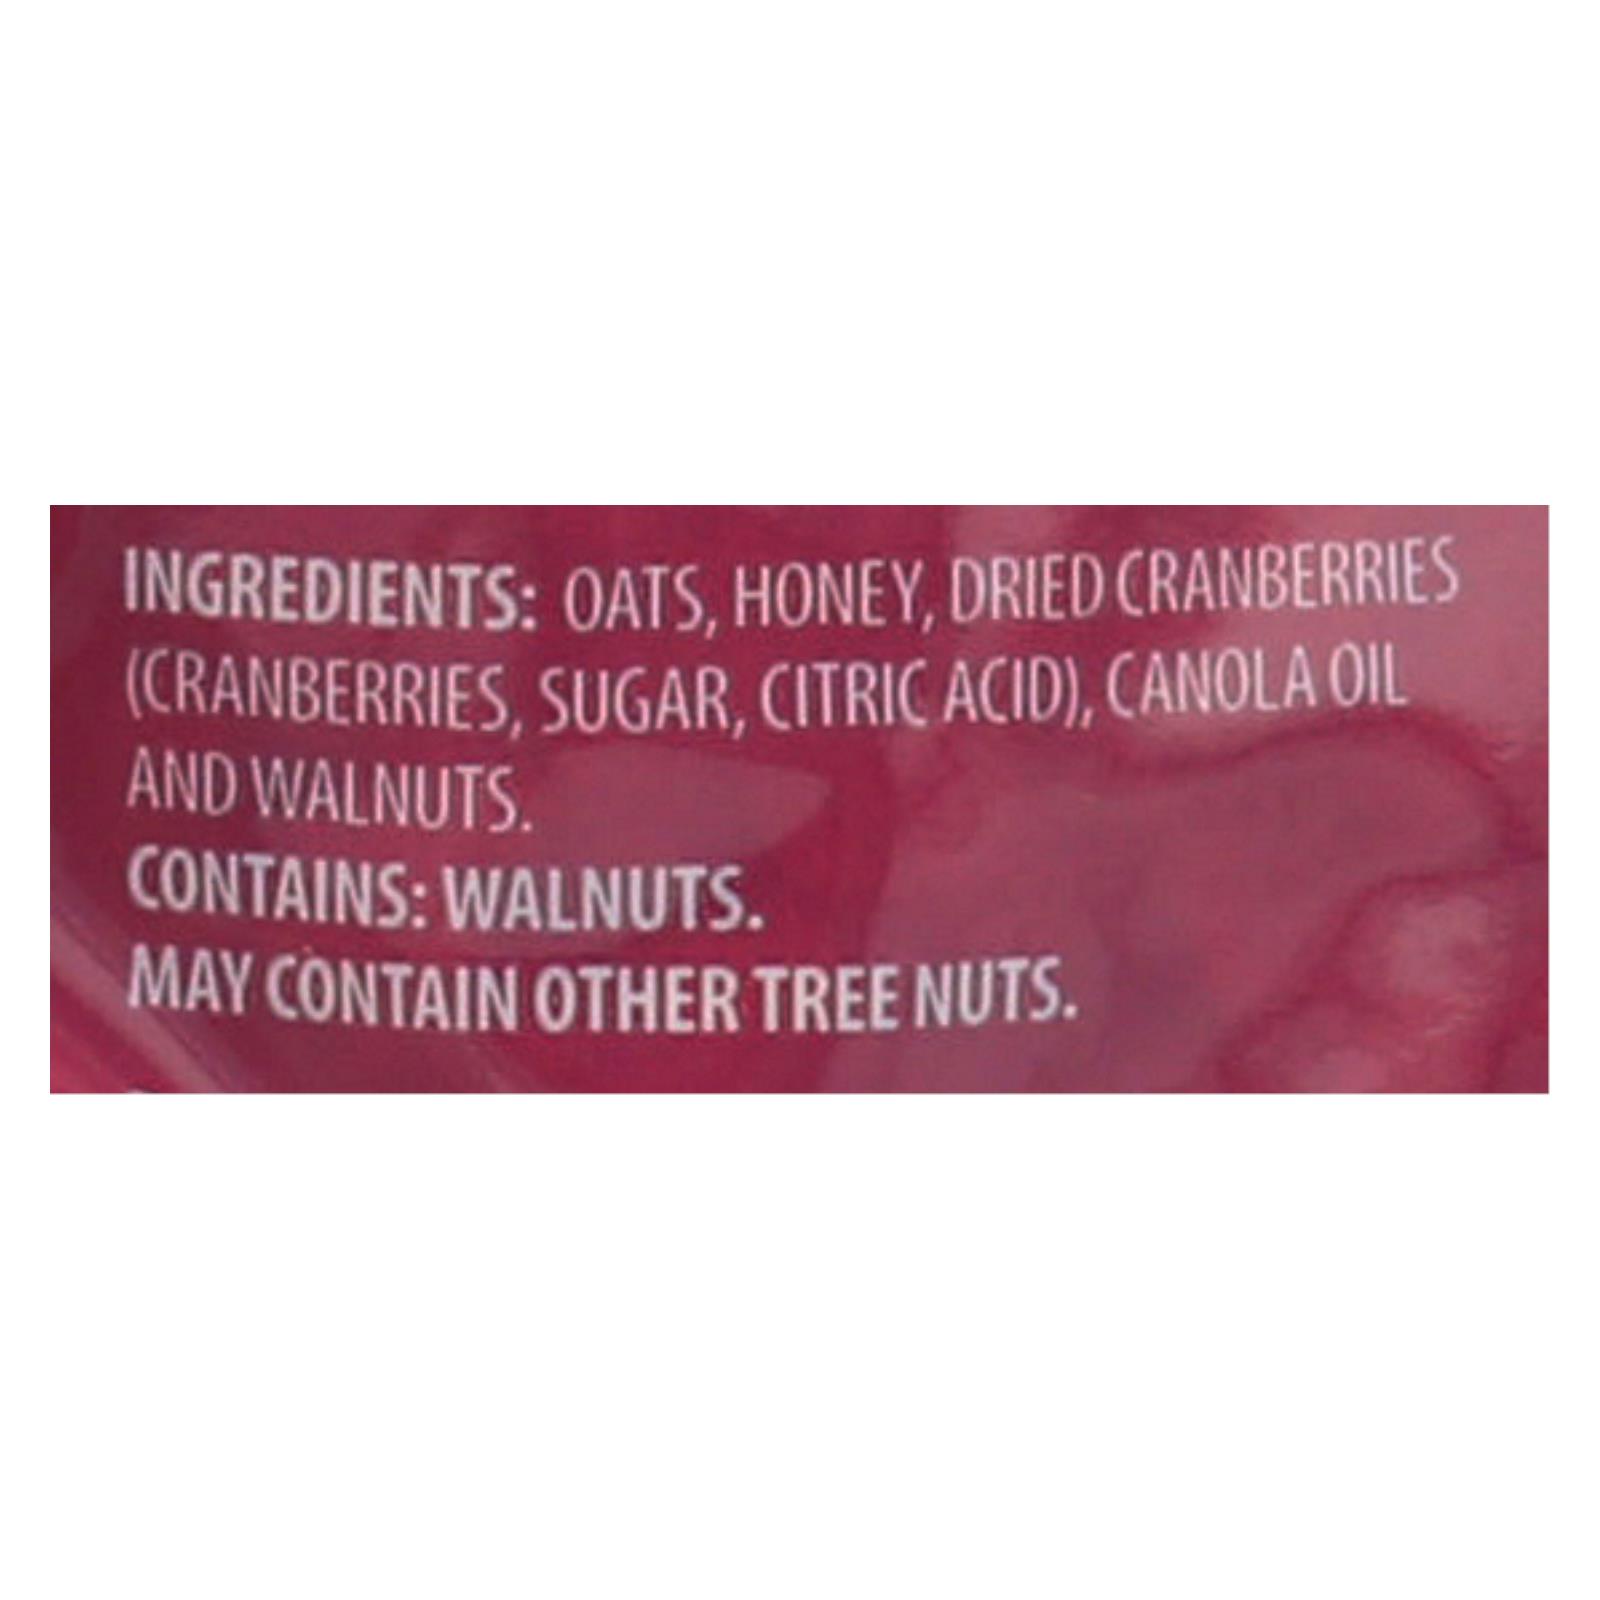 INGREDIENTS: OATS, HONEY, DRIED CRANBERRIES
(CRANBERRIES, SUGAR, CITRIC ACID), CANOLA OIL
AND WALNUTS.
CONTAINS: WALNUTS.
MAY CONTAIN OTHER TREE NUTS.